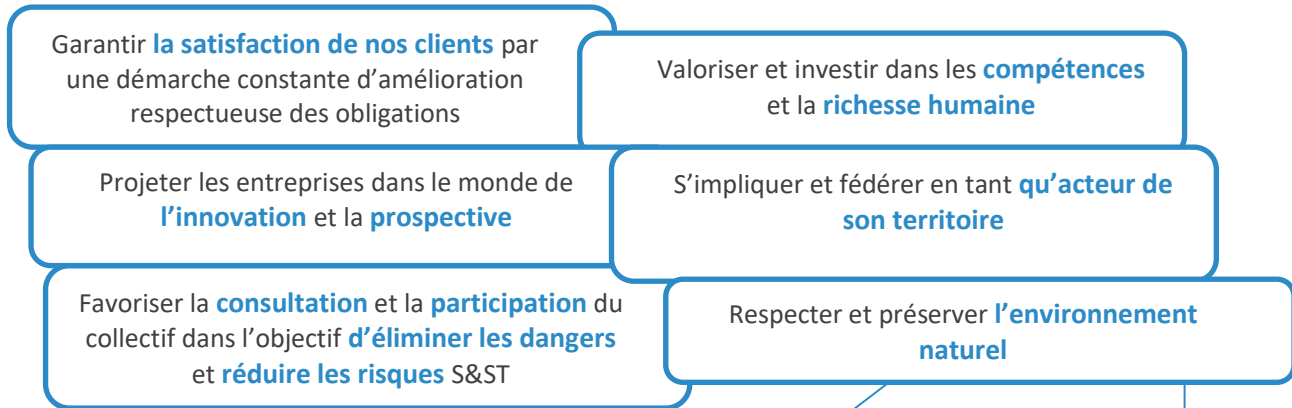 Garantir la satisfaction de nos clients par
une démarche constante d’amélioration
respectueuse des obligations
Valoriser et investir dans les compétences
et la richesse humaine
Projeter les entreprises dans le monde de
l’innovation et la prospective
S’impliquer et fédérer en tant qu’acteur de
son territoire
Favoriser la consultation et la participation du
collectif dans l’objectif d’éliminer les dangers
et réduire les risques S&ST
Respecter et préserver l’environnement
naturel